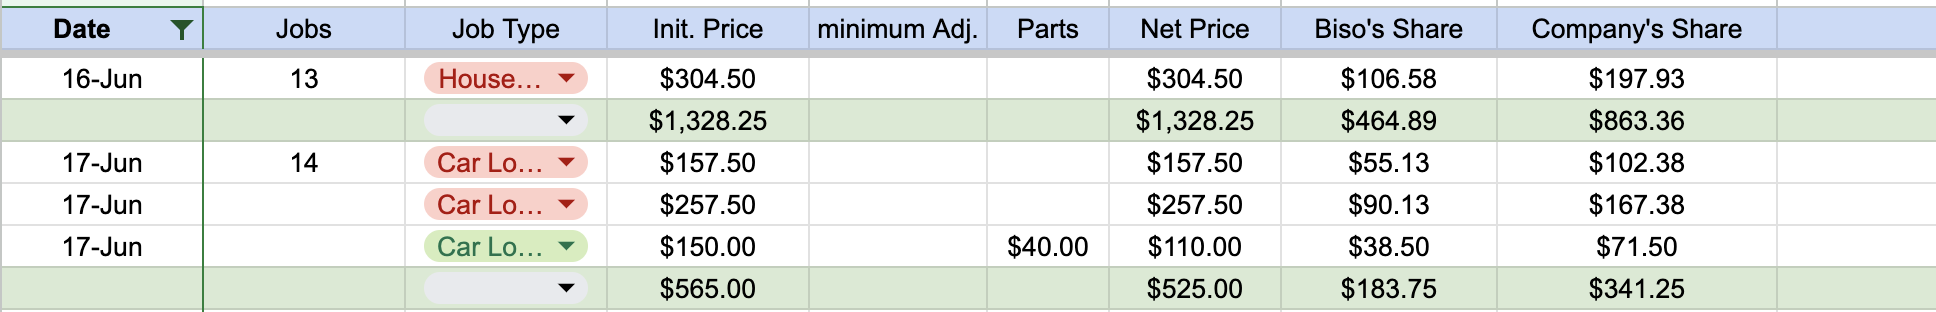 Date Jobs Job Type Init. Price minimum Adj. Parts Net Price Biso's Share Company's Share
16-Jun 13 House... $304.50 $304.50 $106.58 $197.93
$1,328.25 $1,328.25 $464.89 $863.36
17-Jun 14 Car Lo... $157.50 $157.50 $55.13 $102.38
17-Jun Car Lo... $257.50 $257.50 $90.13 $167.38
17-Jun Car Lo... $150.00 $40.00 $110.00 $38.50 $71.50
$565.00 $525.00 $183.75 $341.25